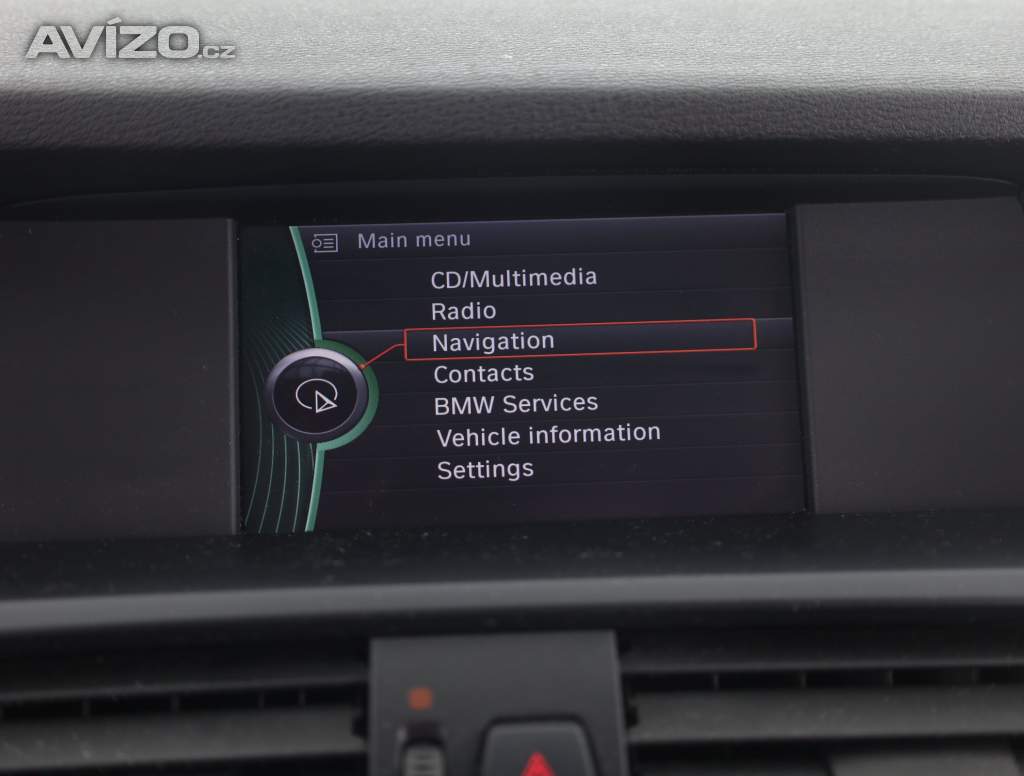 AVÍZO.cz
Main menu
CD/Multimedia
Radio
Navigation
Contacts
BMW Services
Vehicle information
Settings